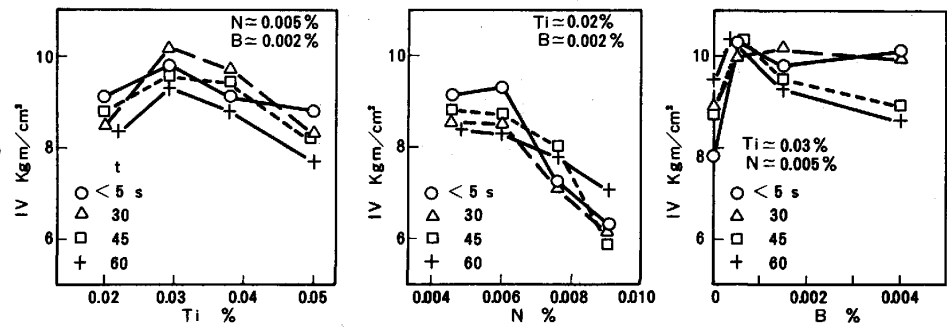 N≃0.005%
B≃0.002%
10
8
6
IV Kgm/cm²
t
○ < 5 s
△ 30
□ 45
+ 60
0.02 0.03 0.04 0.05
Ti %
Ti≃0.02%
B≃0.002%
10
8
6
IV Kgm/cm²
○ < 5 s
△ 30
□ 45
+ 60
0.004 0.006 0.008 0.010
N %
10
8
6
IV Kgm/cm²
Ti≃0.03%
N≃0.005%
○ < 5 s
△ 30
□ 45
+ 60
0 0.002 0.004
B %